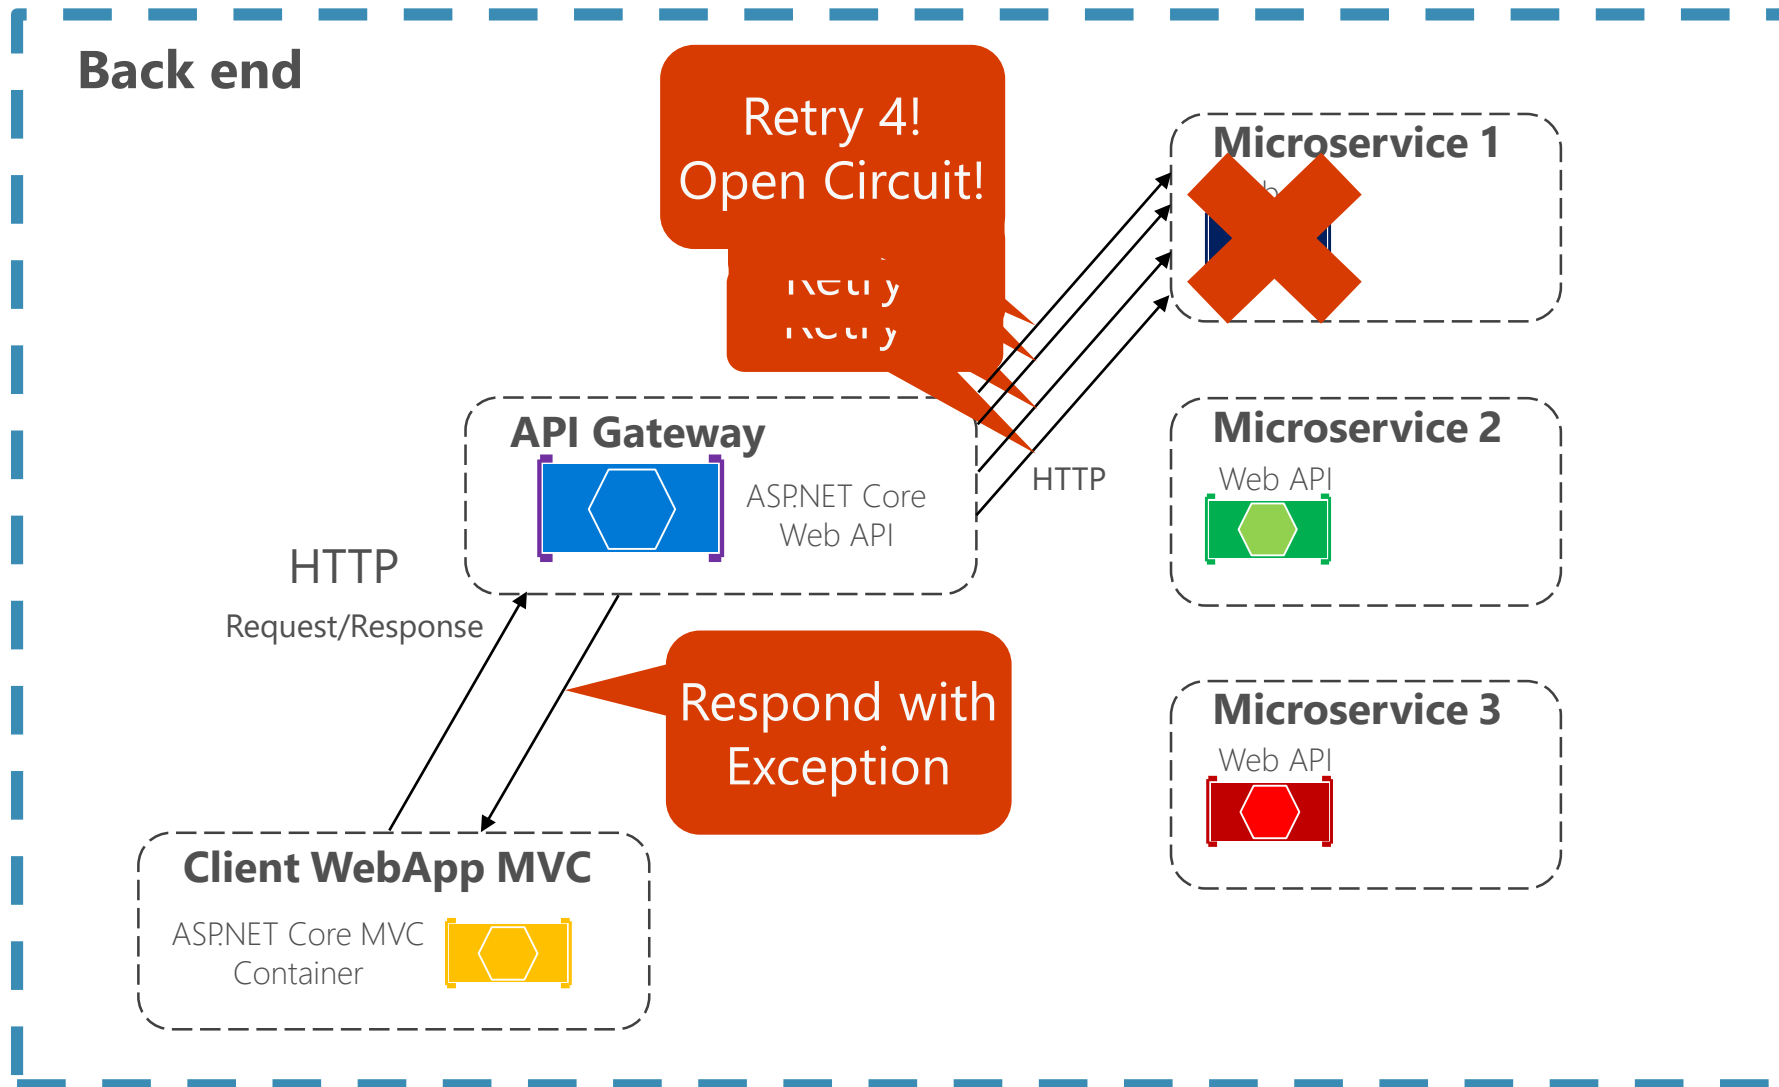 Back end
Retry 4!
Open Circuit!
Retry
Retry
Microservice 1
API Gateway
ASP.NET Core
Web API
HTTP
Microservice 2
Web API
HTTP
Request/Response
Respond with
Exception
Microservice 3
Web API
Client WebApp MVC
ASP.NET Core MVC
Container